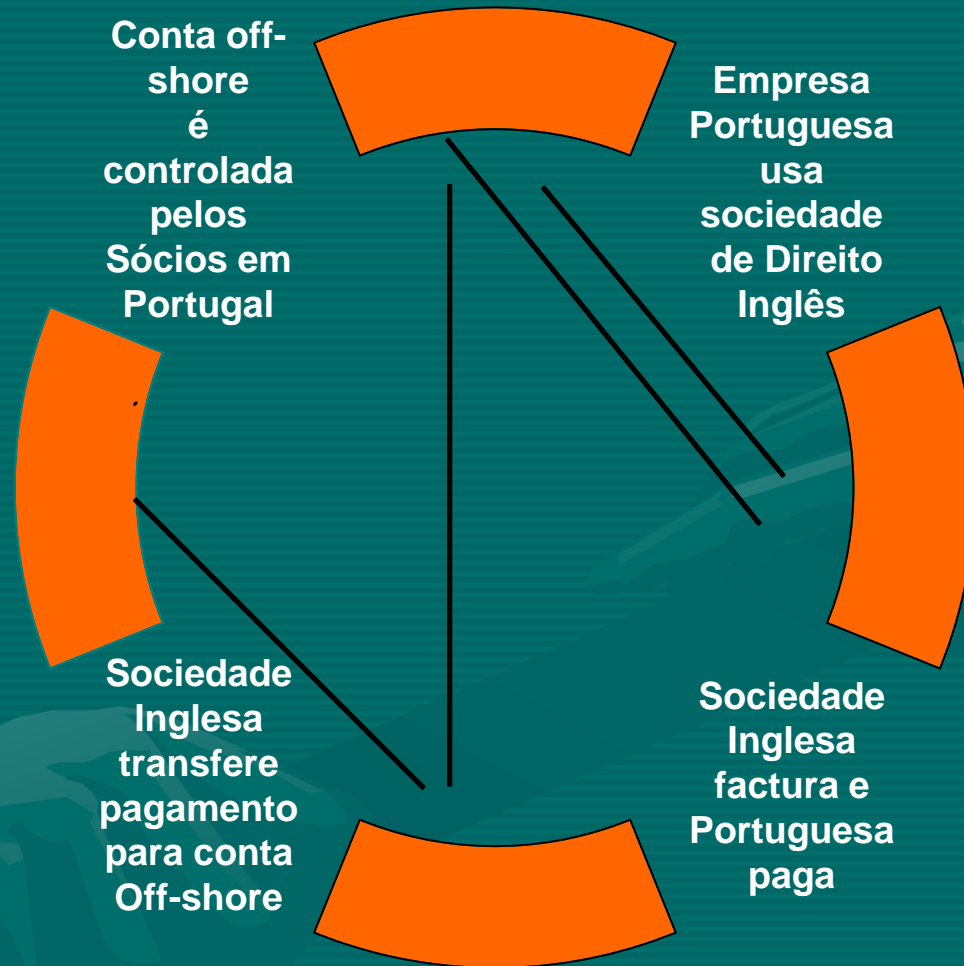 Conta off-
shore
é
controlada
pelos
Sócios em
Portugal
Empresa
Portuguesa
usa
sociedade
de Direito
Inglês
Sociedade
Inglesa
transfere
pagamento
para conta
Off-shore
Sociedade
Inglesa
factura e
Portuguesa
paga